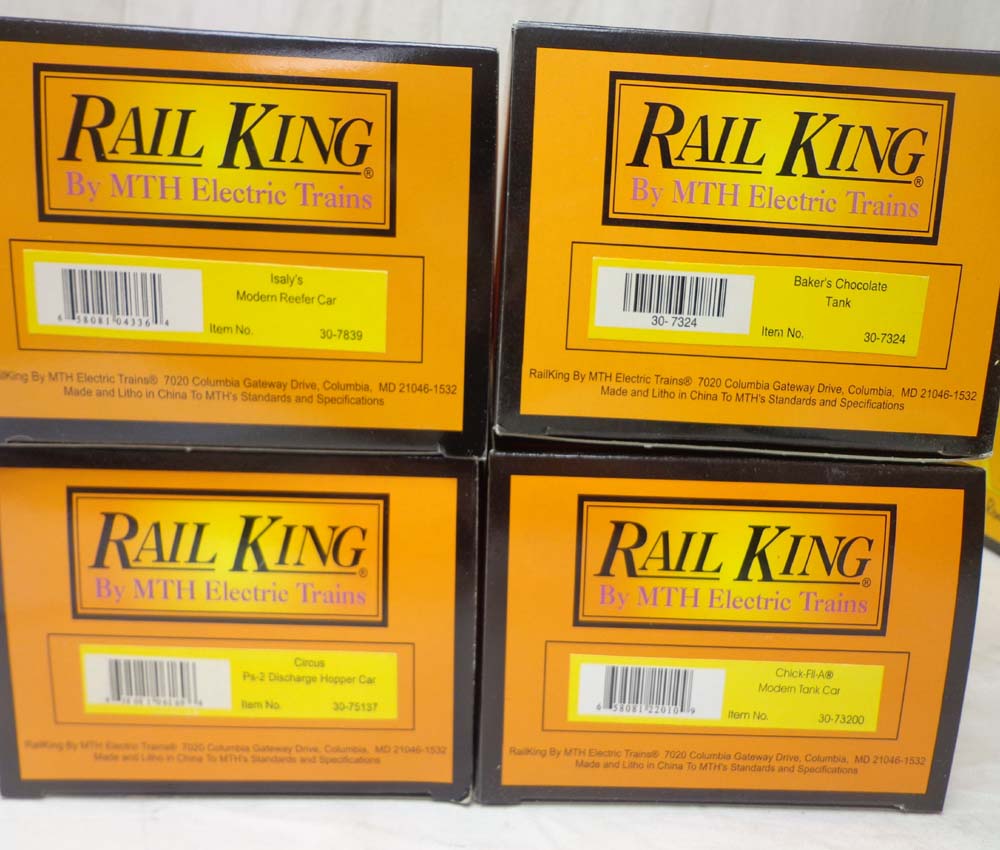 RAIL KING®
By MTH Electric Trains
Isaly's
Modern Reefer Car
6 58081 04336 4
Item No. 30-7839
RailKing By MTH Electric Trains® 7020 Columbia Gateway Drive, Columbia, MD 21046-1532
Made and Litho in China To MTH's Standards and Specifications
RAIL KING®
By MTH Electric Trains
Baker's Chocolate
Tank
30-7324
Item No. 30-7324
RailKing By MTH Electric Trains® 7020 Columbia Gateway Drive, Columbia, MD 21046-1532
Made and Litho in China To MTH's Standards and Specifications
RAIL KING®
By MTH Electric Trains
Circus
Ps-2 Discharge Hopper Car
Item No. 30-75137
RailKing By MTH Electric Trains® 7020 Columbia Gateway Drive, Columbia, MD 21046-1532
Made and Litho in China To MTH's Standards and Specifications
RAIL KING®
By MTH Electric Trains
Chick-Fil-A®
Modern Tank Car
6 58081 22010 9
Item No. 30-73200
RailKing By MTH Electric Trains® 7020 Columbia Gateway Drive, Columbia, MD 21046-1532
Made and Litho in China To MTH's Standards and Specifications